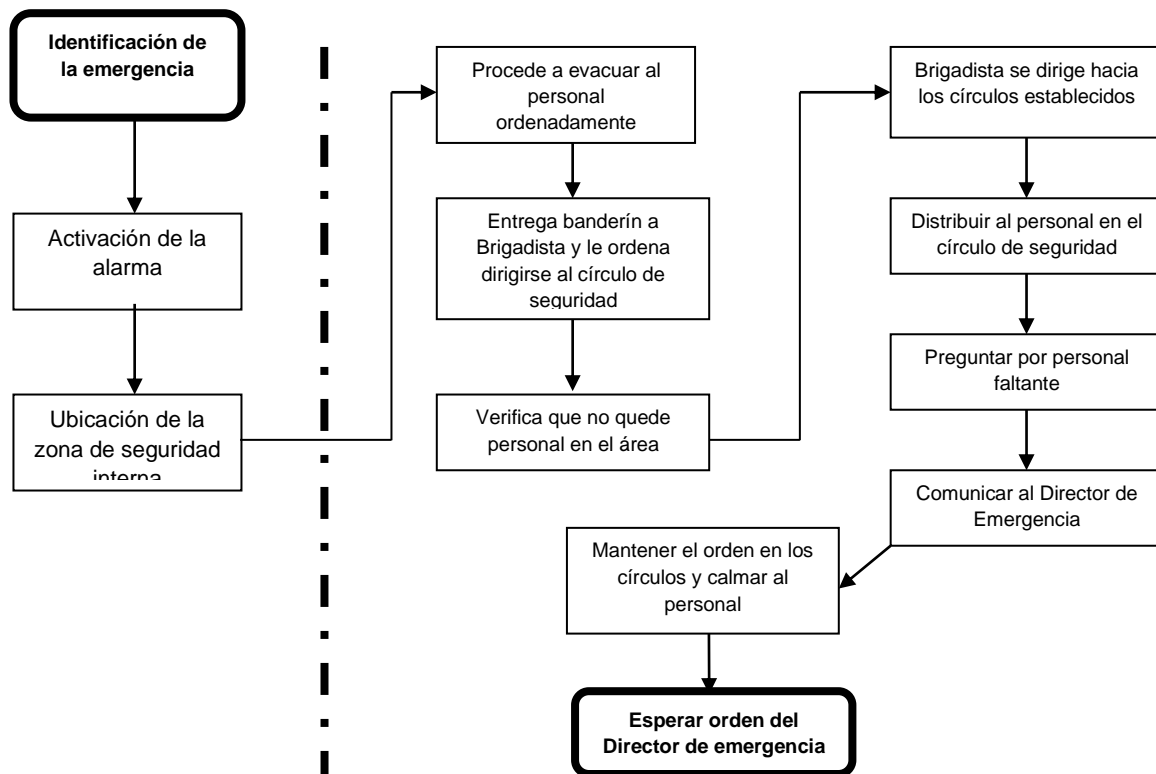 Identificación de
la emergencia
Activación de la
alarma
Ubicación de la
zona de seguridad
interna
Procede a evacuar al
personal
ordenadamente
Entrega banderín a
Brigadista y le ordena
dirigirse al círculo de
seguridad
Verifica que no quede
personal en el área
Brigadista se dirige hacia
los círculos establecidos
Distribuir al personal en el
círculo de seguridad
Preguntar por personal
faltante
Comunicar al Director de
Emergencia
Mantener el orden en los
círculos y calmar al
personal
Esperar orden del
Director de emergencia